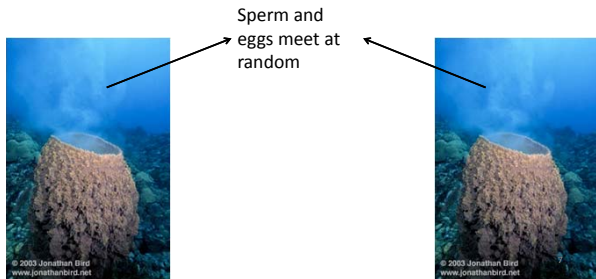 Sperm and
eggs meet at
random
© 2003 Jonathan Bird
www.jonathanbird.net
© 2003 Jonathan Bird
www.jonathanbird.net